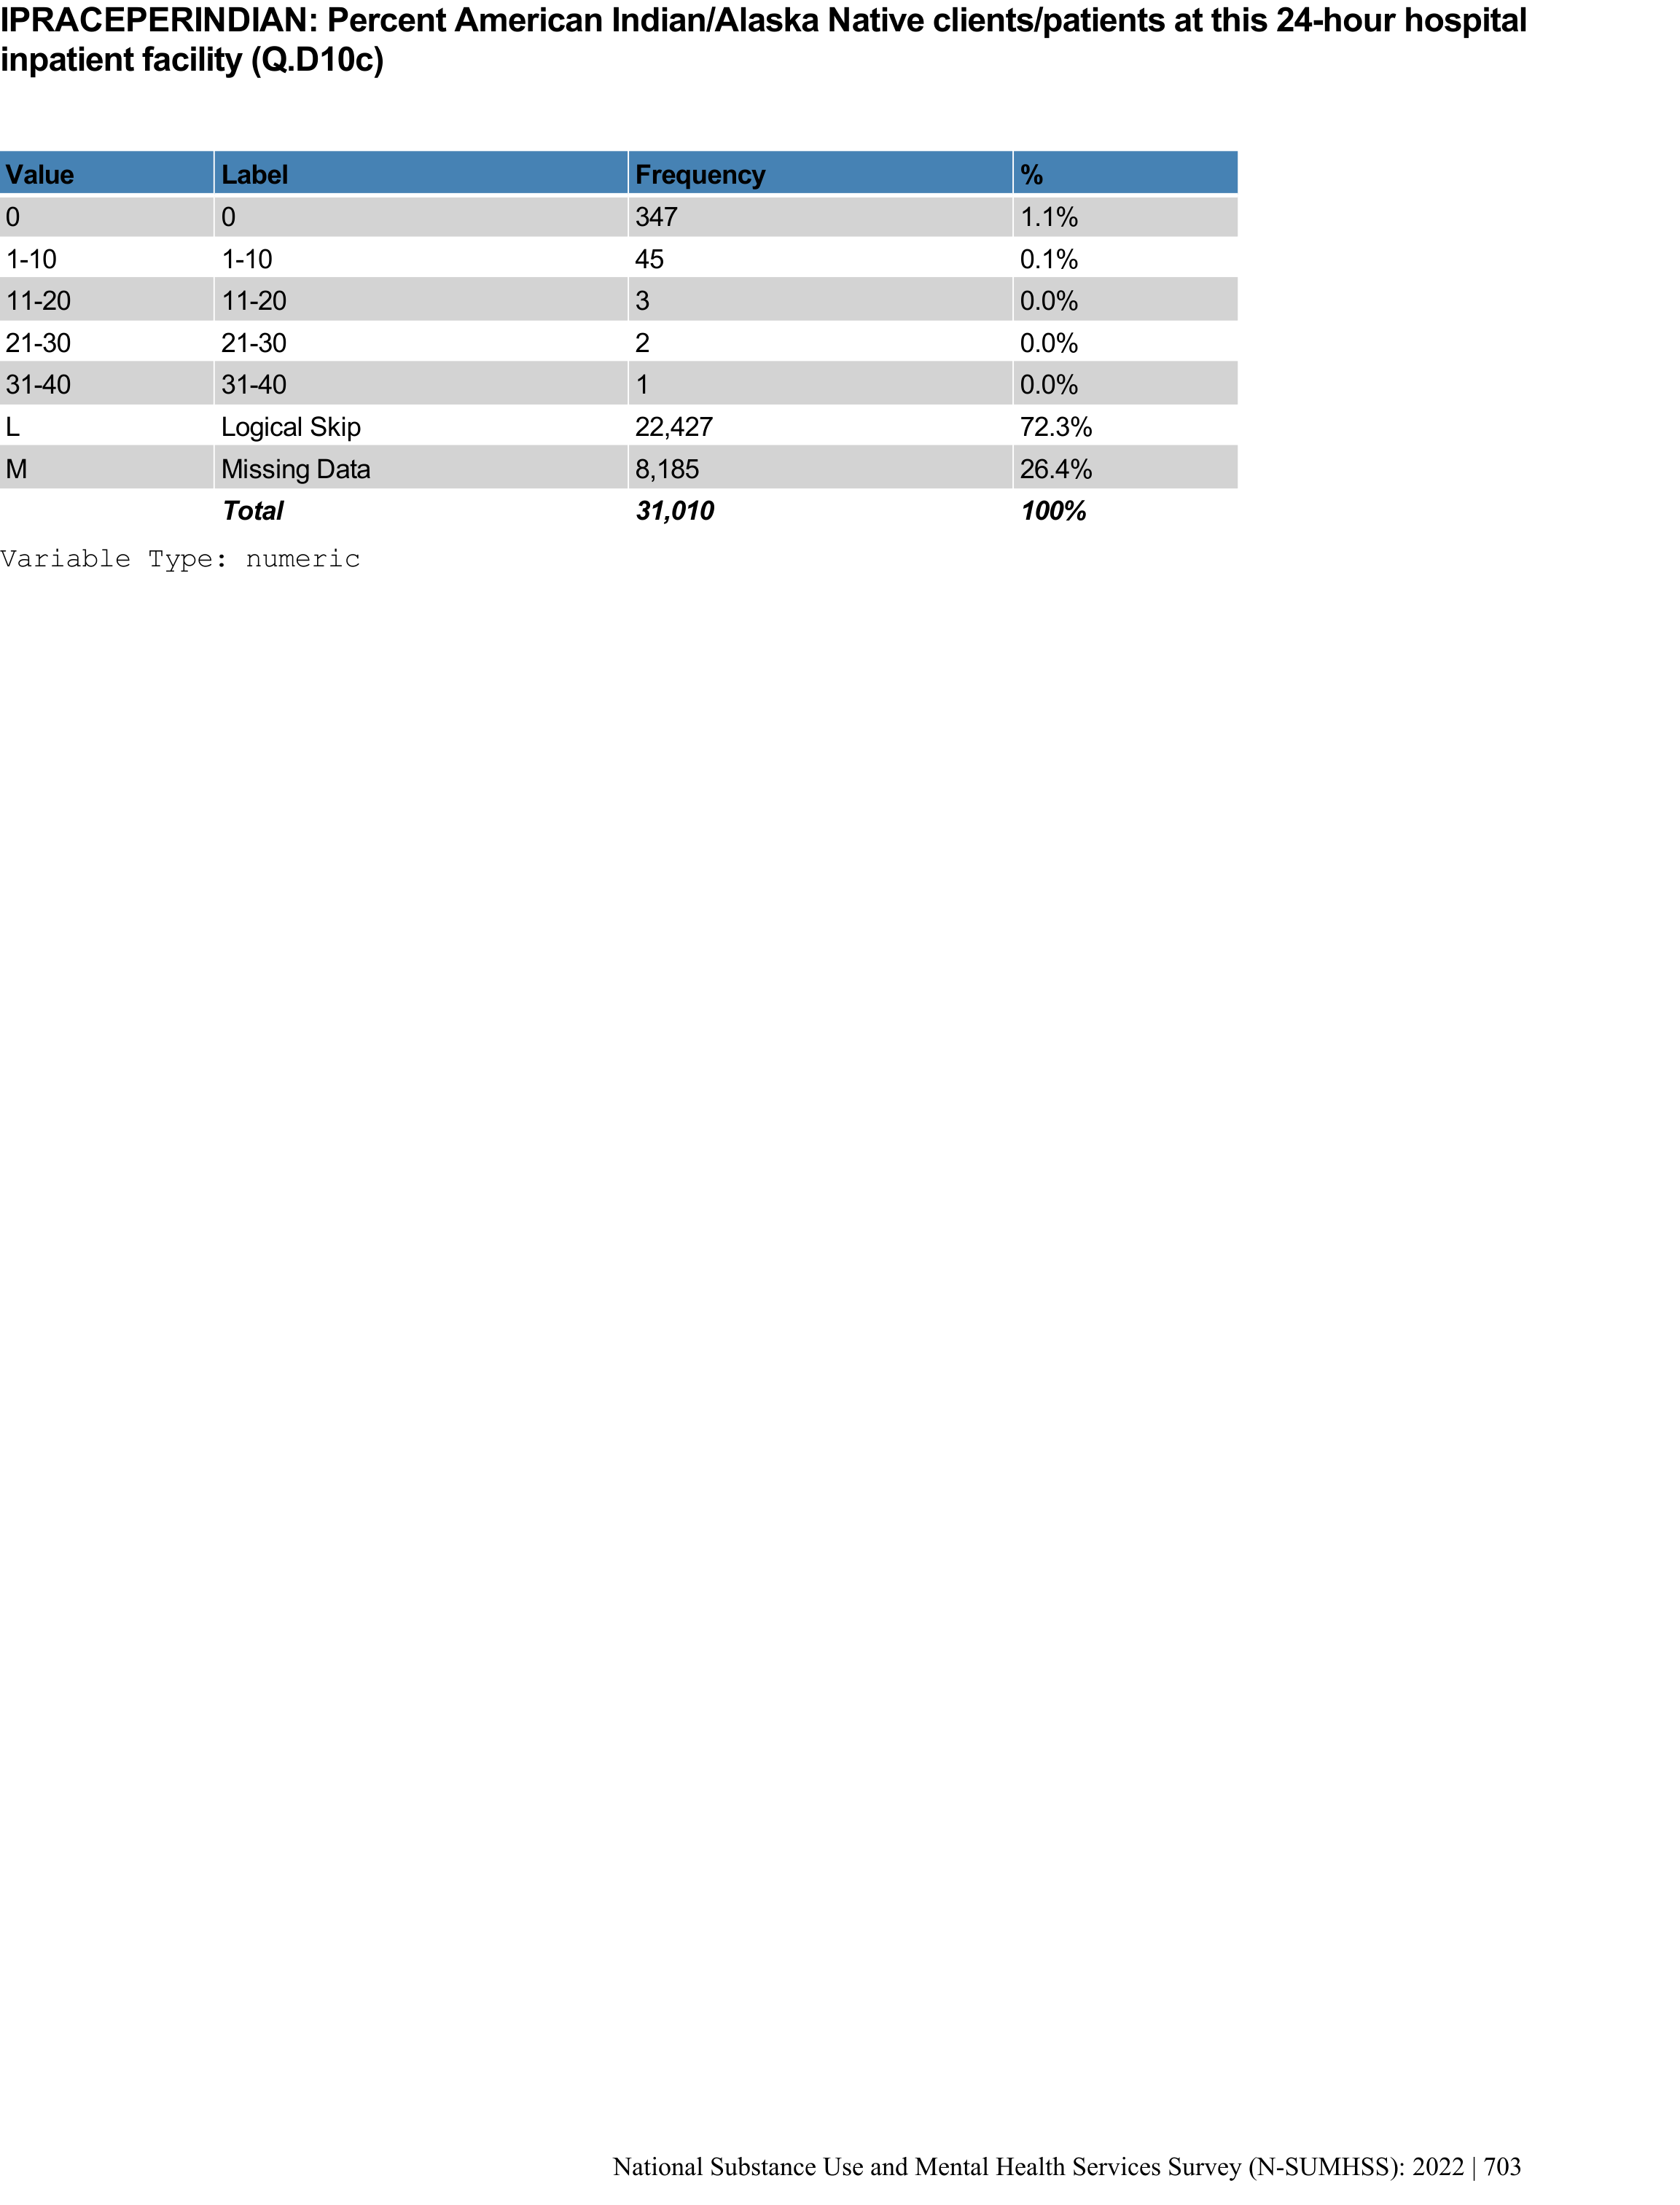 IPRACEPERINDIAN: Percent American Indian/Alaska Native clients/patients at this 24-hour hospital
inpatient facility (Q.D10c)
Value Label Frequency %
0 0 347 1.1%
1-10 1-10 45 0.1%
11-20 11-20 3 0.0%
21-30 21-30 2 0.0%
31-40 31-40 1 0.0%
L Logical Skip 22,427 72.3%
M Missing Data 8,185 26.4%
Total 31,010 100%
Variable Type: numeric
National Substance Use and Mental Health Services Survey (N-SUMHSS): 2022 | 703